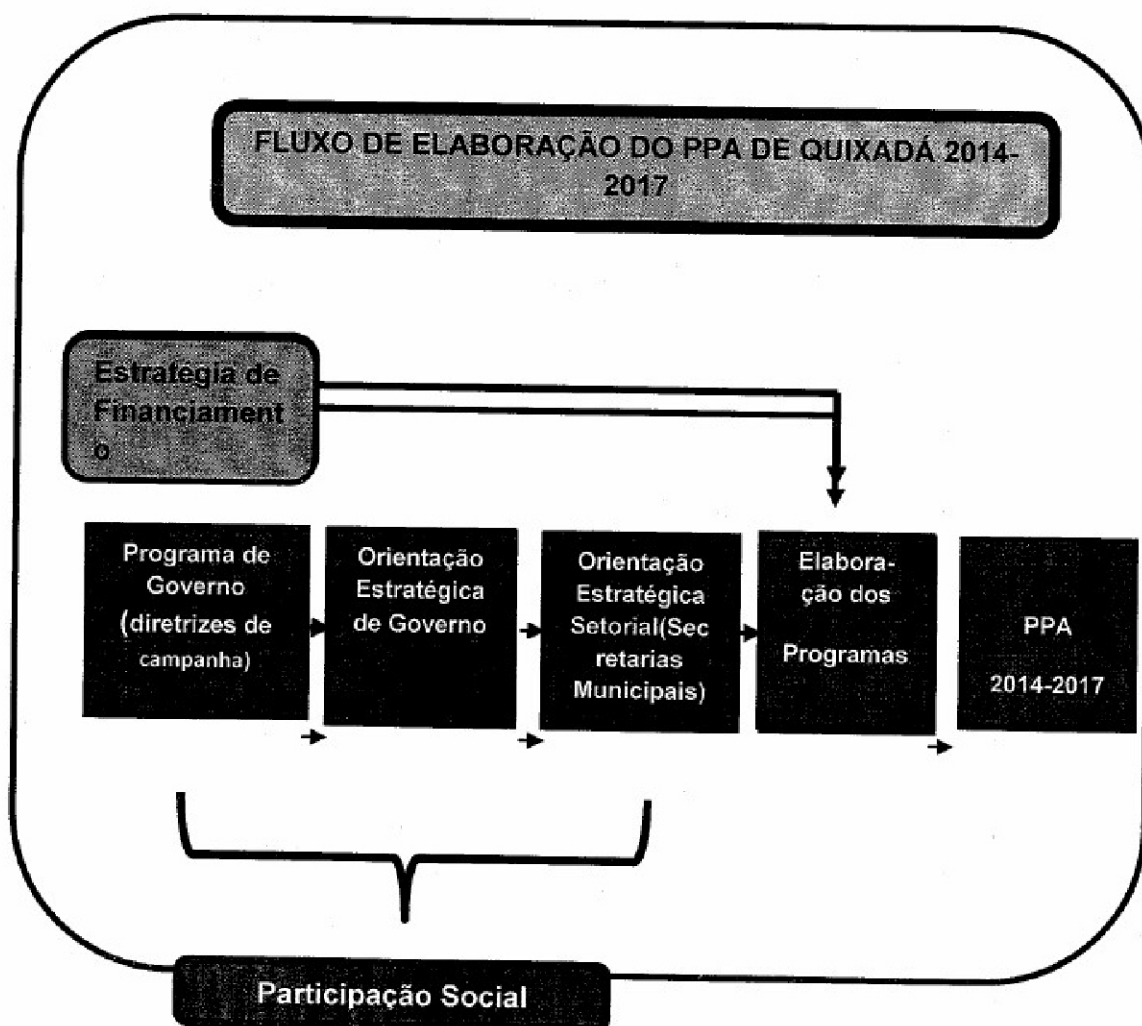 FLUXO DE ELABORAÇÃO DO PPA DE QUIXADÁ 2014-
2017
Estratégia de
Financiament
o
Programa de
Governo
(diretrizes de
campanha)
Orientação
Estratégica
de Governo
Orientação
Estratégica
Setorial(Sec
retarias
Municipais)
Elabora-
ção dos
Programas
PPA
2014-2017
Participação Social